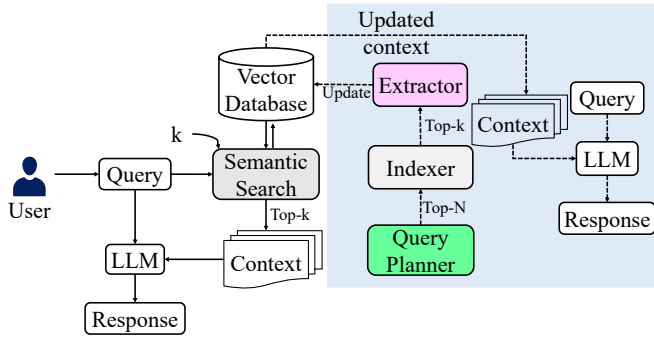 Updated
context
Vector
Database
Update
Extractor
Query
Context
Top-k
k
Semantic
Search
Indexer
LLM
User
Query
Top-k
Top-N
Response
LLM
Context
Query
Planner
Response